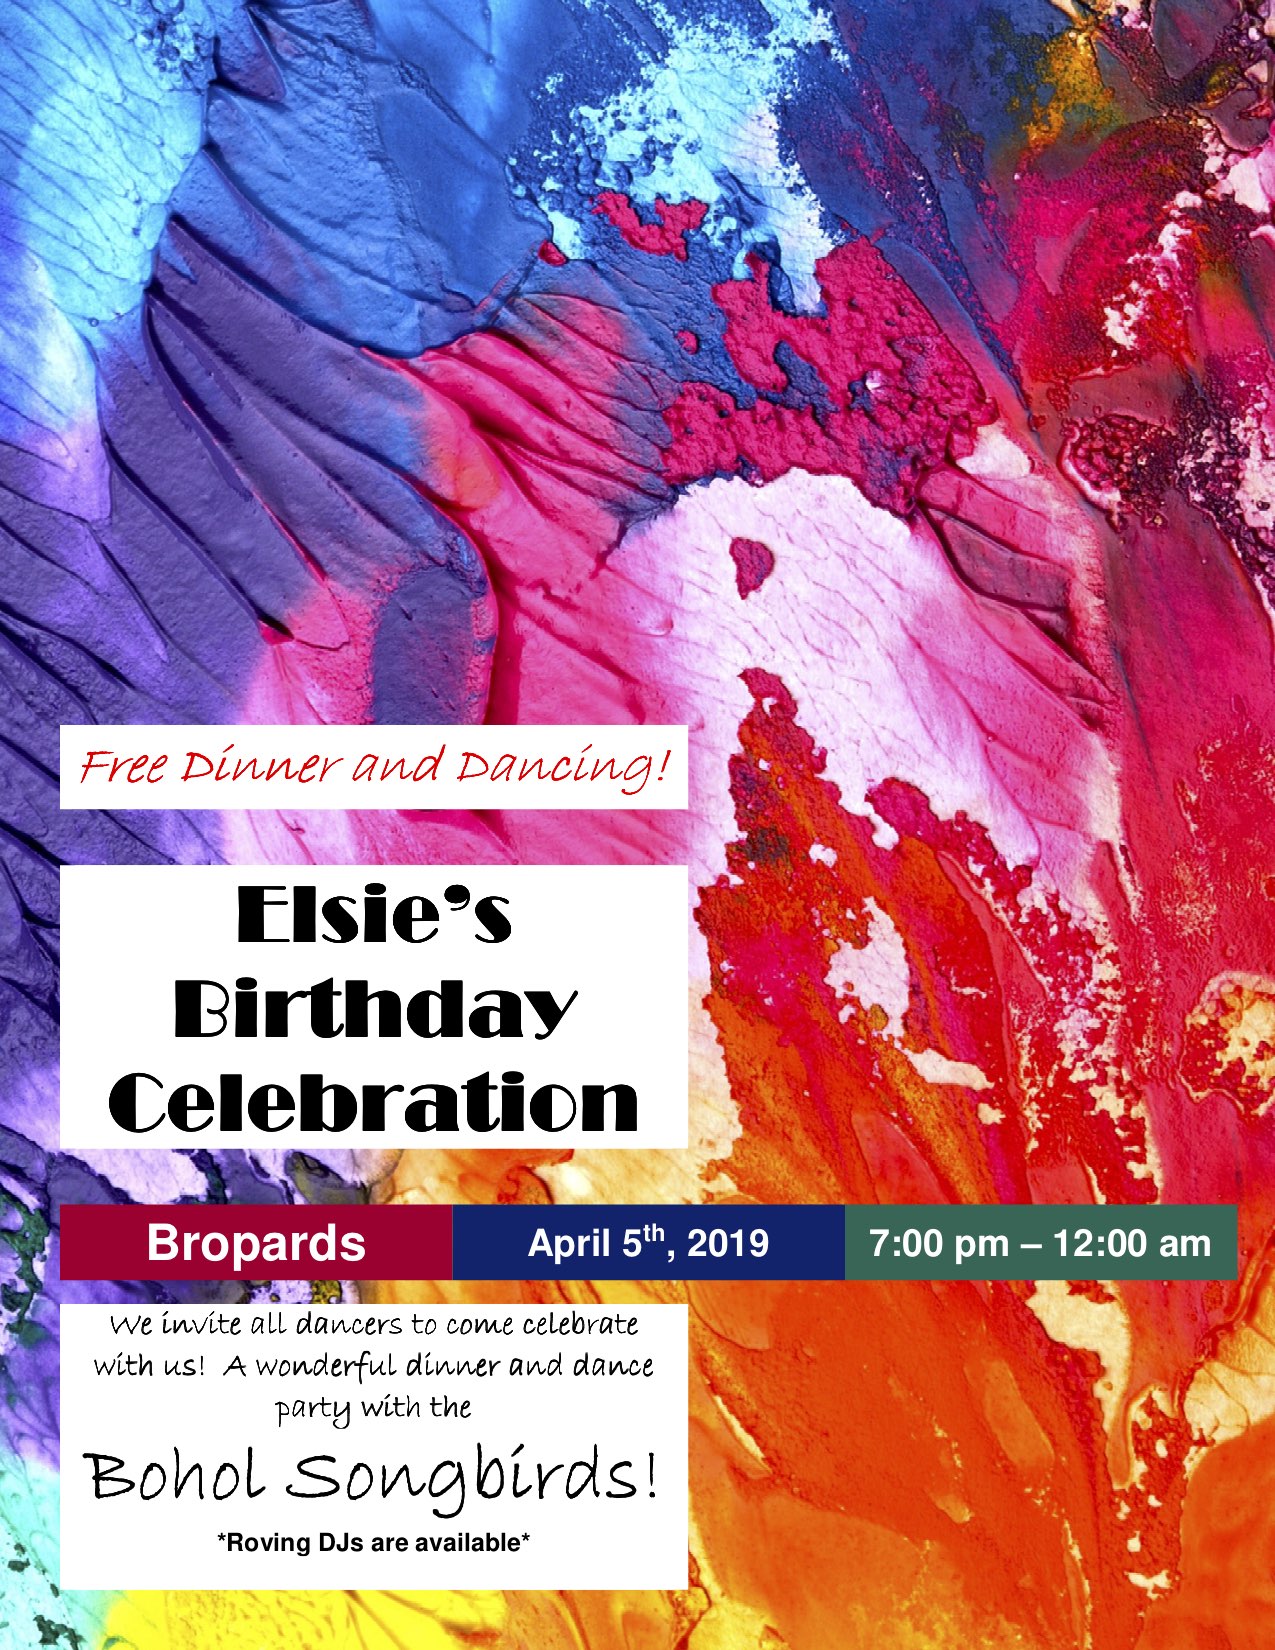 Free Dinner and Dancing!
Elsie’s
Birthday
Celebration
Bropards
April 5th, 2019
7:00 pm – 12:00 am
We invite all dancers to come celebrate
with us!  A wonderful dinner and dance
party with the
Bohol Songbirds!
*Roving DJs are available*